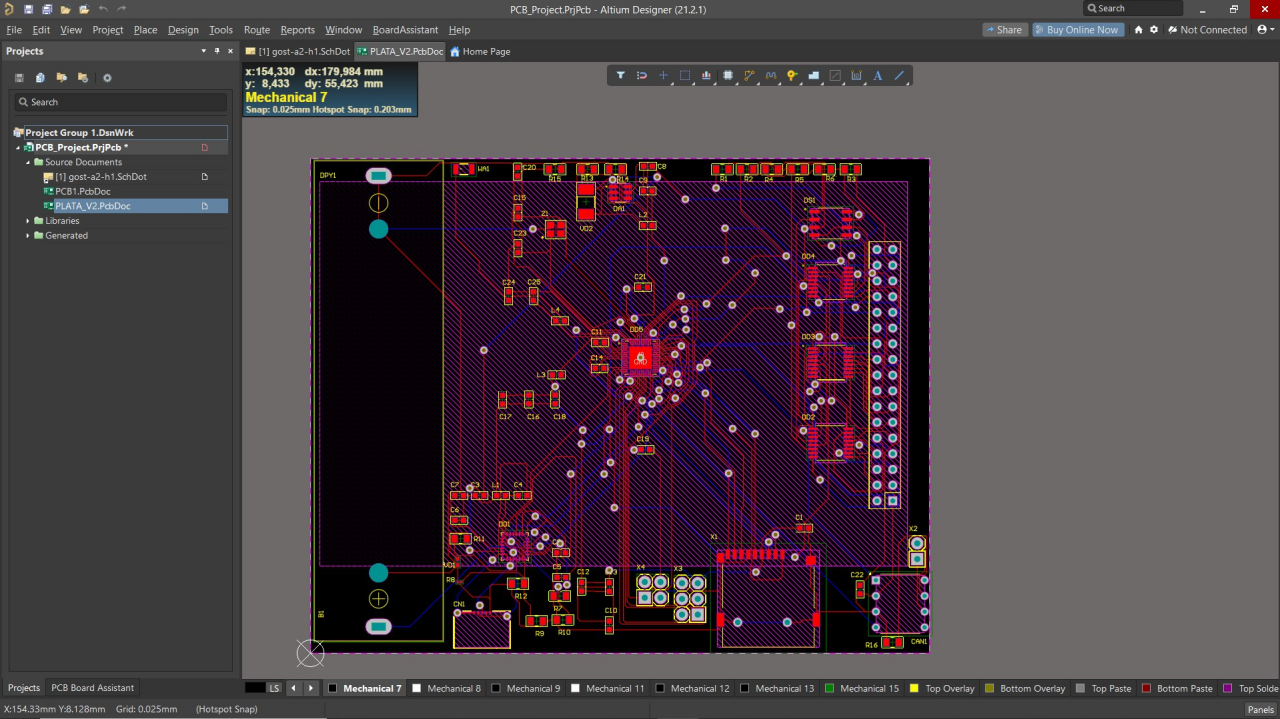 PCB_Project.PrjPcb - Altium Designer (21.2.1)
Search
File Edit View Project Place Design Tools Route Reports Window BoardAssistant Help
Share
Buy Online Now
Not Connected
Projects
[1] gost-a2-h1.SchDot
PLATA_V2.PcbDoc
Home Page
x:154,330 dx:179,984 mm
y: 8,433 dy: 55,423 mm
Mechanical 7
Snap: 0.025mm Hotspot Snap: 0.203mm
Search
Project Group 1.DsnWrk
PCB_Project.PrjPcb *
Source Documents
[1] gost-a2-h1.SchDot
PCB1.PcbDoc
PLATA_V2.PcbDoc
Libraries
Generated
DPY1
WA1
C20
R15
R13
R14
C8
R1
R2
R4
R5
R6
R3
C9
DA1
C15
Z1
VD2
L2
DS1
C23
DD4
C24
C25
C21
L4
C11
DD5
GND
DD3
C14
L3
C17
C16
C18
DD2
C19
C7
C3
L1
C4
C6
DD1
C1
X2
R11
X1
VD1
R8
C5
C12
X4
X3
C22
R12
CN1
R7
C10
R9
R10
B1
R16
CAN1
Projects
PCB Board Assistant
LS
Mechanical 7
Mechanical 8
Mechanical 9
Mechanical 11
Mechanical 12
Mechanical 13
Mechanical 15
Top Overlay
Bottom Overlay
Top Paste
Bottom Paste
Top Solde
X:154.33mm Y:8.128mm Grid: 0.025mm (Hotspot Snap)
Panels